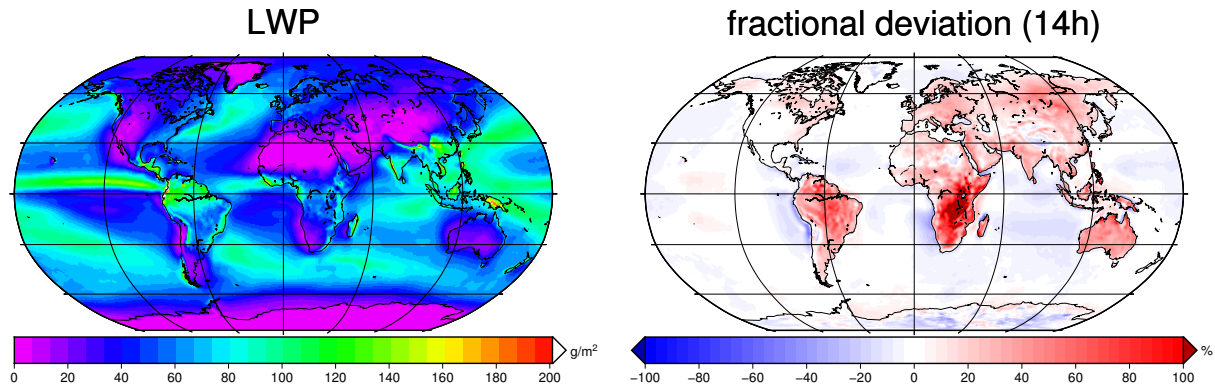 LWP
fractional deviation (14h)
0 20 40 60 80 100 120 140 160 180 200 g/m²
−100 −80 −60 −40 −20 0 20 40 60 80 100 %